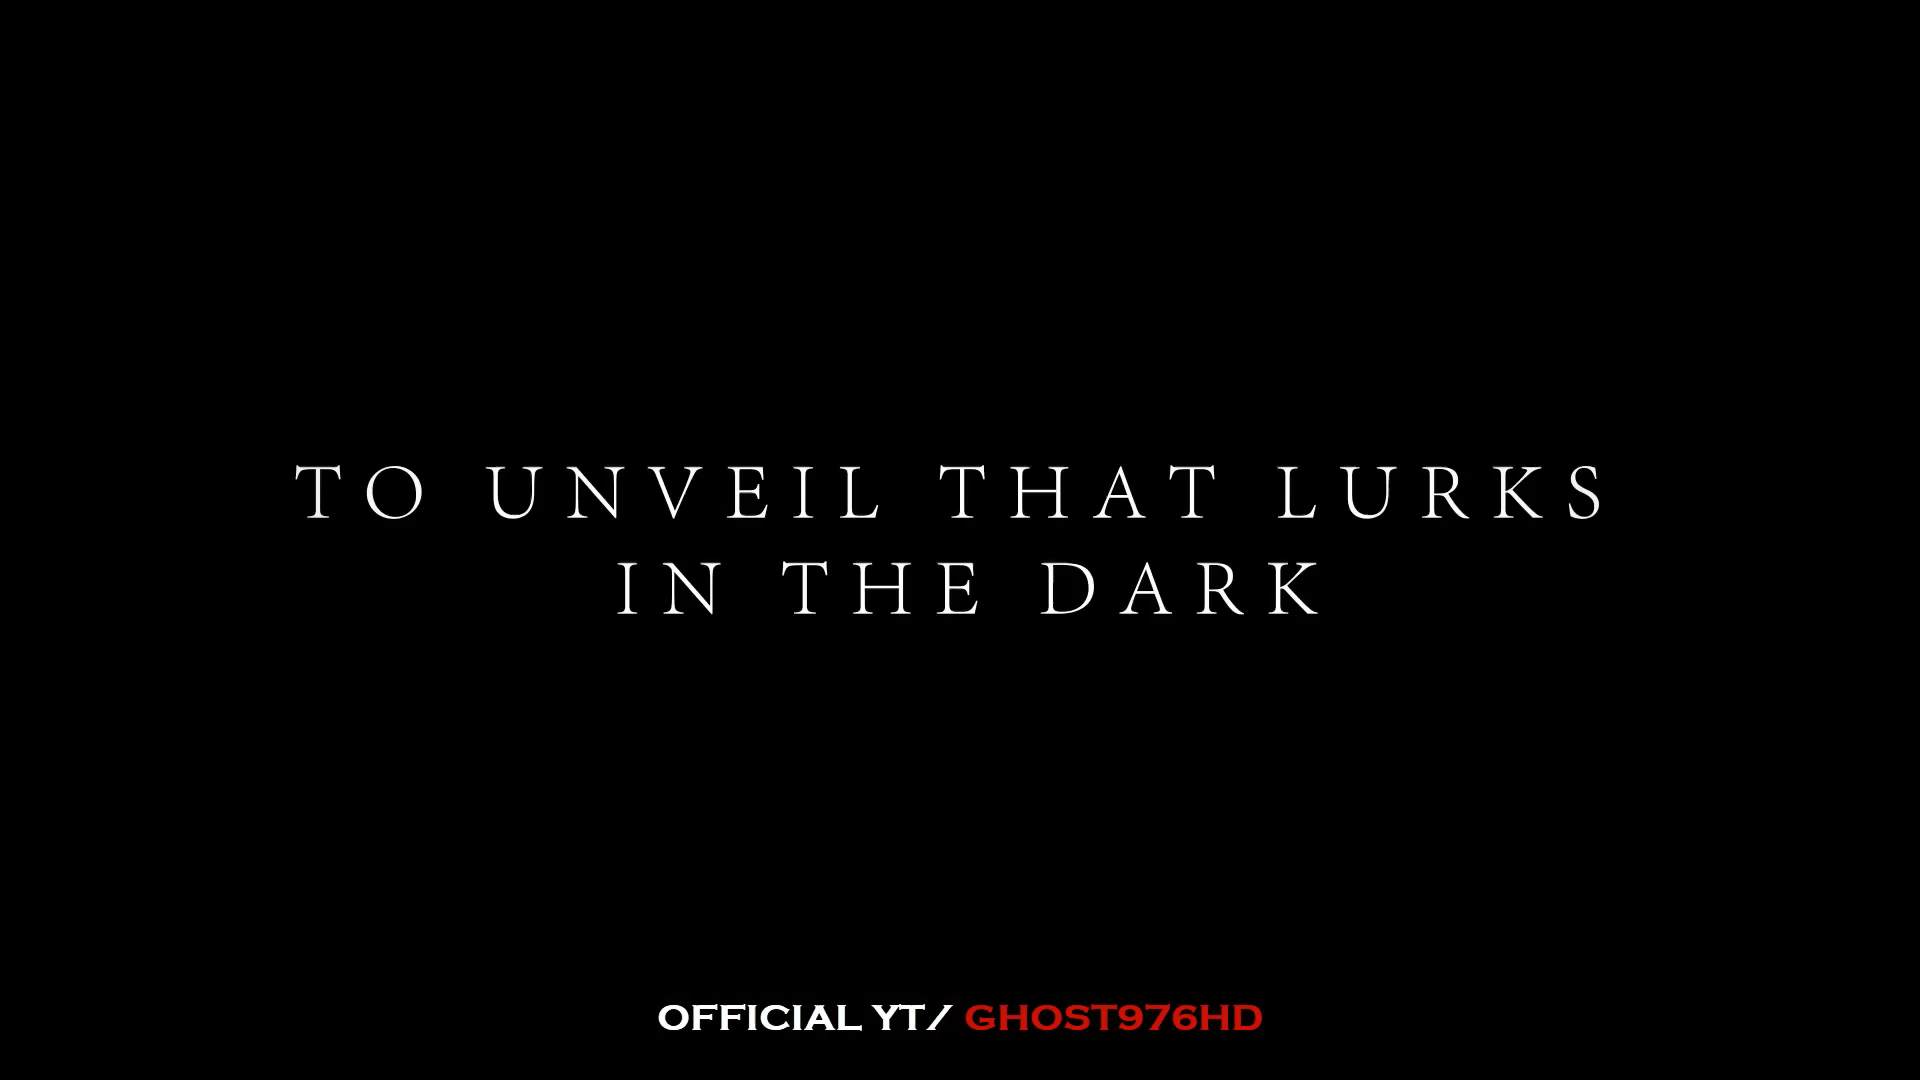 TO UNVEIL THAT LURKS
IN THE DARK
OFFICIAL YT/ GHOST976HD